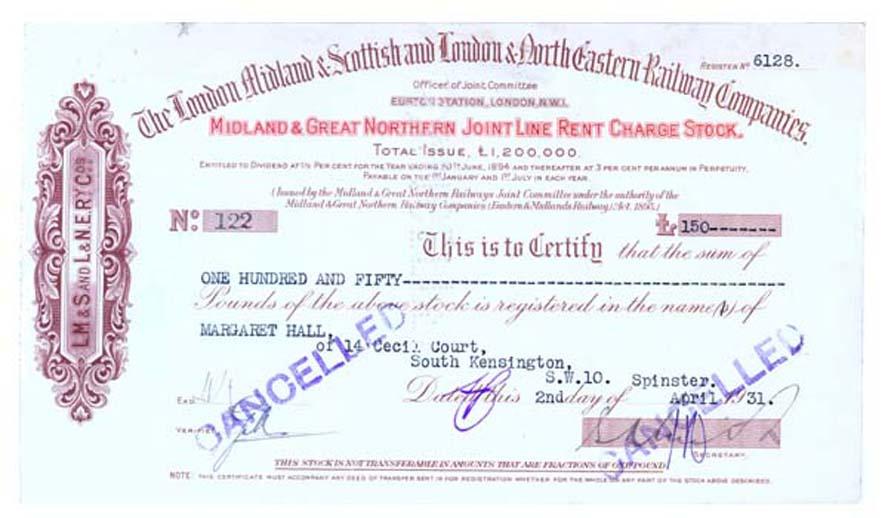 The London Midland & Scottish and London & North Eastern Railway Companies.
REGISTER Nº 6128.
Offices of Joint Committee
EUSTON STATION, LONDON, N.W.1.
MIDLAND & GREAT NORTHERN JOINT LINE RENT CHARGE STOCK.
TOTAL ISSUE, £1,200,000.
ENTITLED TO DIVIDEND AT PER CENT FOR THE YEAR ENDING 30TH JUNE, 1894 AND THEREAFTER AT 3 PER CENT PER ANNUM IN PERPETUITY.
PAYABLE ON THE 1ST JANUARY AND 1ST JULY IN EACH YEAR.
(Issued by the Midland & Great Northern Railways Joint Committee under the authority of the
Midland & Great Northern Railway Companies (Eastern & Midlands Railway) Act. 1893.)
L.M & S AND L & N.E.RY COS
Nº 122
£ 150-------
This is to Certify that the sum of
ONE HUNDRED AND FIFTY
Pounds of the above stock is registered in the name(s) of
MARGARET HALL,
of 14 Cecil Court,
South Kensington,
S.W.10. Spinster.
Dated this 2nd day of April 1931.
CANCELLED
CANCELLED
EXD
VERIFIED
SECRETARY.
THIS STOCK IS NOT TRANSFERABLE IN AMOUNTS THAT ARE FRACTIONS OF £1 POUND
NOTE: THIS CERTIFICATE MUST ACCOMPANY ANY DEED OF TRANSFER SENT IN FOR REGISTRATION WHETHER FOR THE WHOLE OR ANY PART OF THE STOCK ABOVE DESCRIBED.